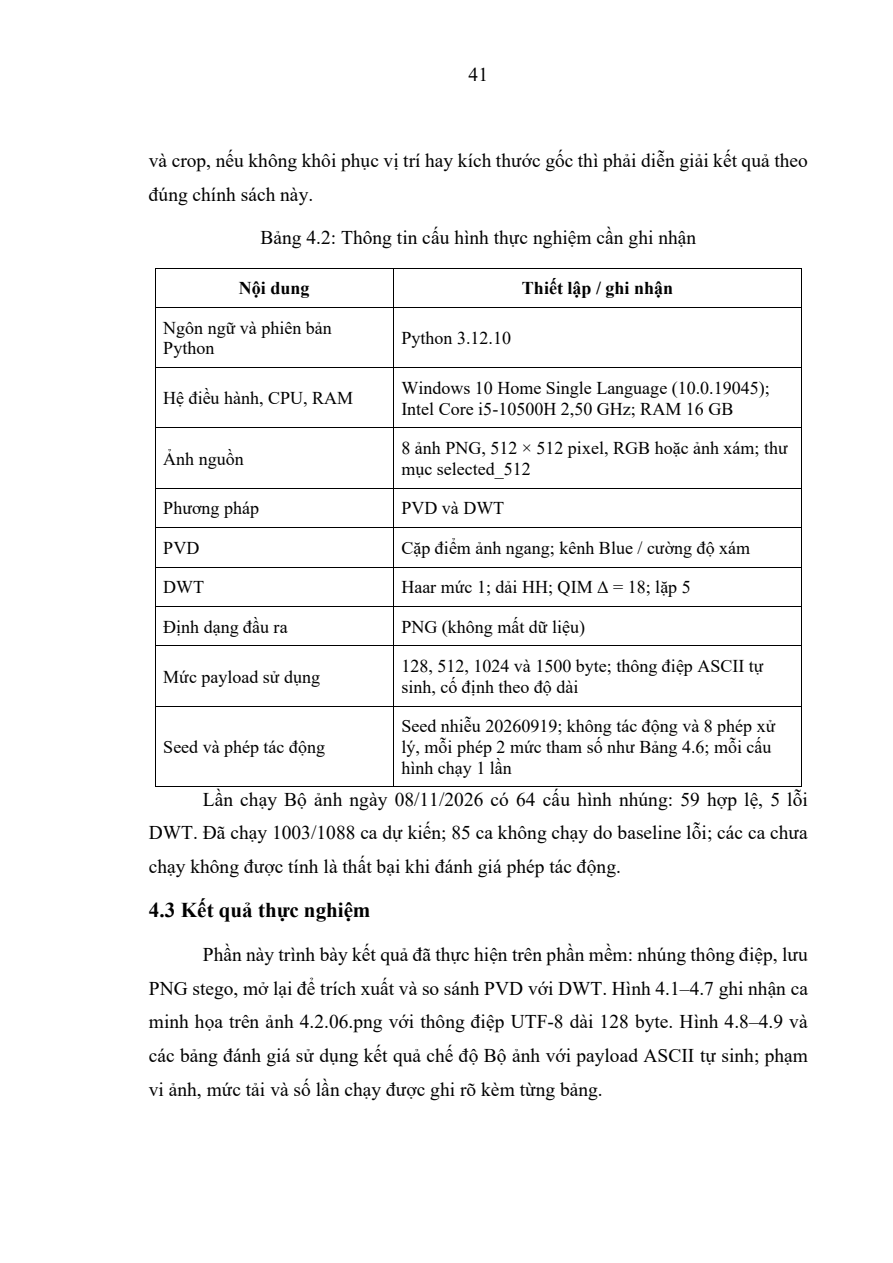 41
và crop, nếu không khôi phục vị trí hay kích thước gốc thì phải diễn giải kết quả theo
đúng chính sách này.
Bảng 4.2: Thông tin cấu hình thực nghiệm cần ghi nhận
Nội dung
Thiết lập / ghi nhận
Ngôn ngữ và phiên bản
Python
Python 3.12.10
Hệ điều hành, CPU, RAM
Windows 10 Home Single Language (10.0.19045);
Intel Core i5-10500H 2,50 GHz; RAM 16 GB
Ảnh nguồn
8 ảnh PNG, 512 × 512 pixel, RGB hoặc ảnh xám; thư
mục selected_512
Phương pháp
PVD và DWT
PVD
Cặp điểm ảnh ngang; kênh Blue / cường độ xám
DWT
Haar mức 1; dải HH; QIM Δ = 18; lặp 5
Định dạng đầu ra
PNG (không mất dữ liệu)
Mức payload sử dụng
128, 512, 1024 và 1500 byte; thông điệp ASCII tự
sinh, cố định theo độ dài
Seed và phép tác động
Seed nhiễu 20260919; không tác động và 8 phép xử
lý, mỗi phép 2 mức tham số như Bảng 4.6; mỗi cấu
hình chạy 1 lần
Lần chạy Bộ ảnh ngày 08/11/2026 có 64 cấu hình nhúng: 59 hợp lệ, 5 lỗi
DWT. Đã chạy 1003/1088 ca dự kiến; 85 ca không chạy do baseline lỗi; các ca chưa
chạy không được tính là thất bại khi đánh giá phép tác động.
4.3 Kết quả thực nghiệm
Phần này trình bày kết quả đã thực hiện trên phần mềm: nhúng thông điệp, lưu
PNG stego, mở lại để trích xuất và so sánh PVD với DWT. Hình 4.1–4.7 ghi nhận ca
minh họa trên ảnh 4.2.06.png với thông điệp UTF-8 dài 128 byte. Hình 4.8–4.9 và
các bảng đánh giá sử dụng kết quả chế độ Bộ ảnh với payload ASCII tự sinh; phạm
vi ảnh, mức tải và số lần chạy được ghi rõ kèm từng bảng.